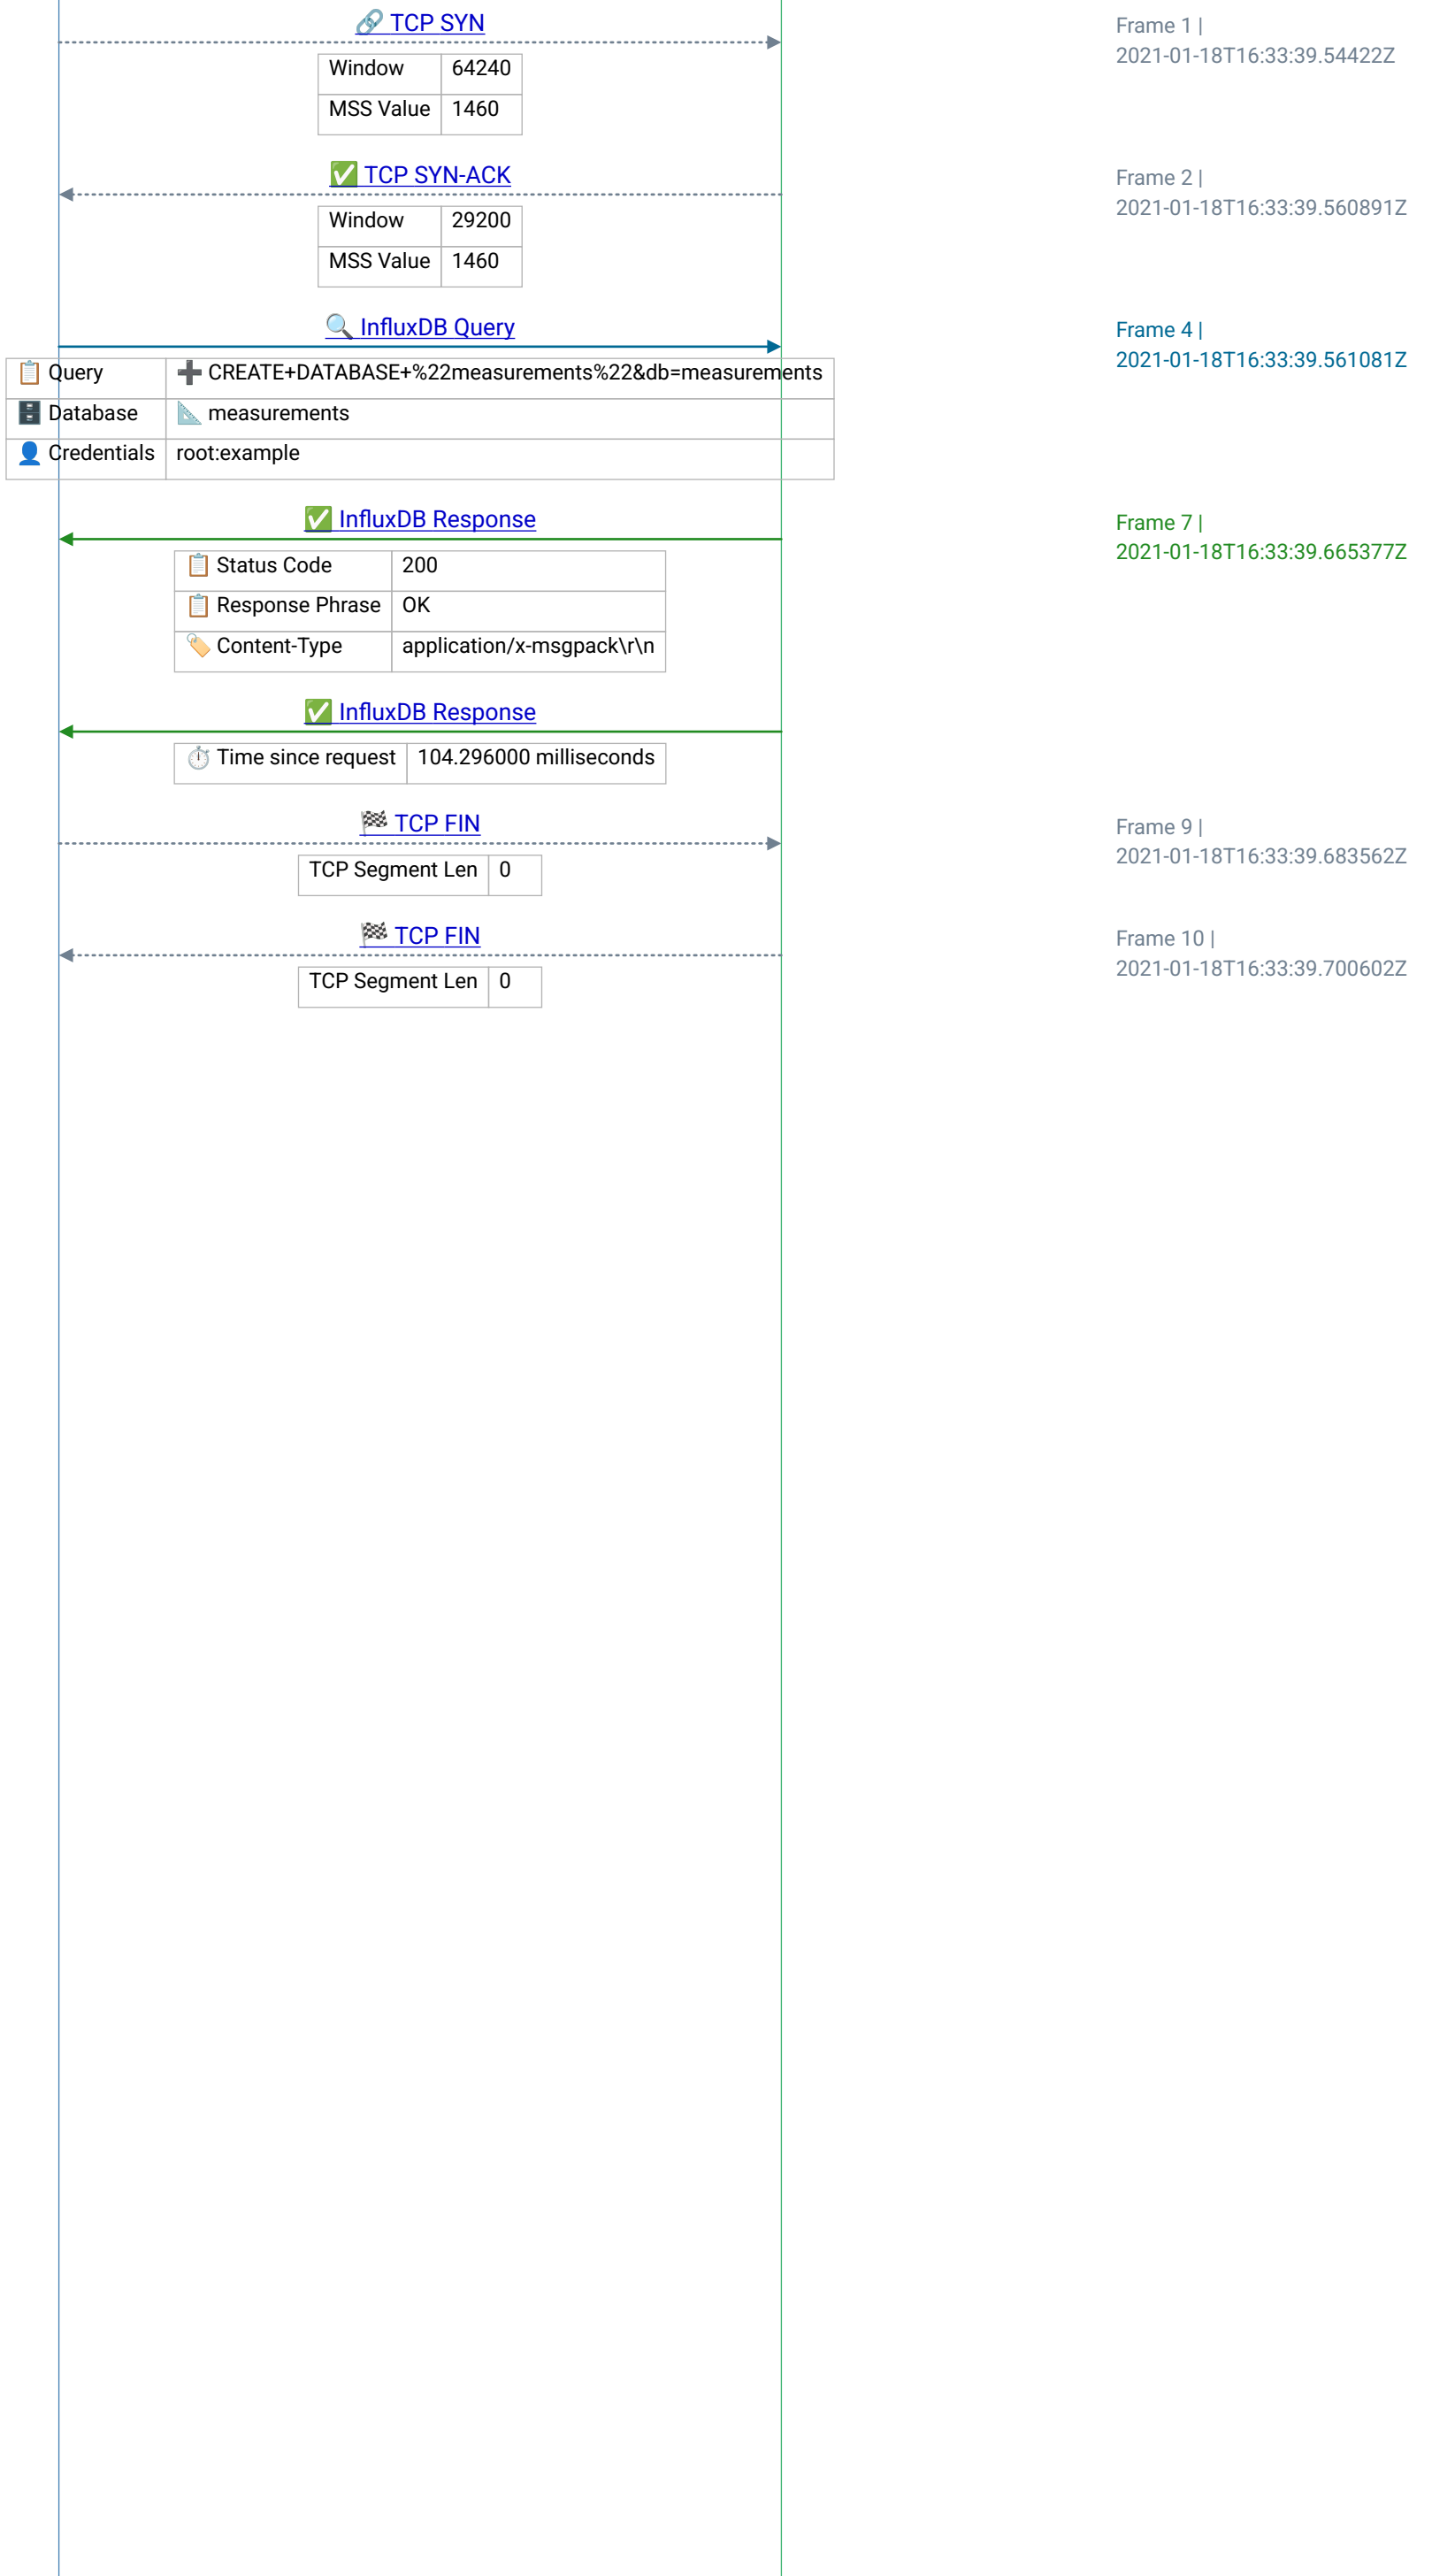 🔗 TCP SYN
Frame 1 |
2021-01-18T16:33:39.54422Z
Window 64240
MSS Value 1460
✅ TCP SYN-ACK
Frame 2 |
2021-01-18T16:33:39.560891Z
Window 29200
MSS Value 1460
🔍 InfluxDB Query
Frame 4 |
2021-01-18T16:33:39.561081Z
📋 Query ➕ CREATE+DATABASE+%22measurements%22&db=measurements
🗄️ Database 📐 measurements
👤 Credentials root:example
✅ InfluxDB Response
Frame 7 |
2021-01-18T16:33:39.665377Z
📋 Status Code 200
📋 Response Phrase OK
🏷️ Content-Type application/x-msgpack\r\n
✅ InfluxDB Response
⏱️ Time since request 104.296000 milliseconds
🏁 TCP FIN
Frame 9 |
2021-01-18T16:33:39.683562Z
TCP Segment Len 0
🏁 TCP FIN
Frame 10 |
2021-01-18T16:33:39.700602Z
TCP Segment Len 0